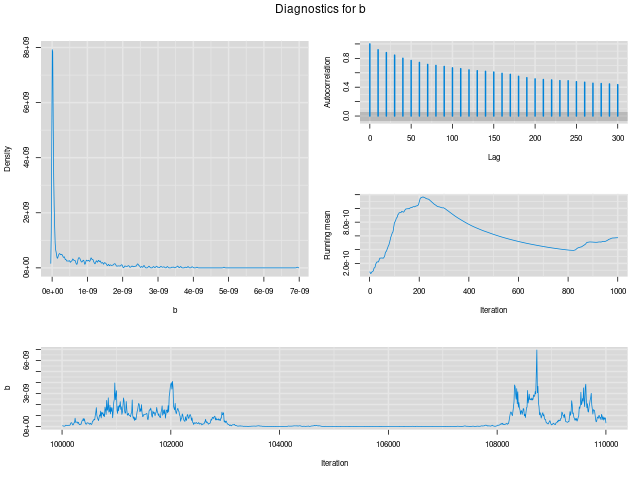 Diagnostics for b
Density
0e+00 2e+09 4e+09 6e+09 8e+09
0e+00 1e-09 2e-09 3e-09 4e-09 5e-09 6e-09 7e-09
b
Autocorrelation
0.0 0.4 0.8
0 50 100 150 200 250 300
Lag
Running mean
2.0e-10 8.0e-10
0 200 400 600 800 1000
Iteration
b
0e+00 3e-09 6e-09
100000 102000 104000 106000 108000 110000
Iteration